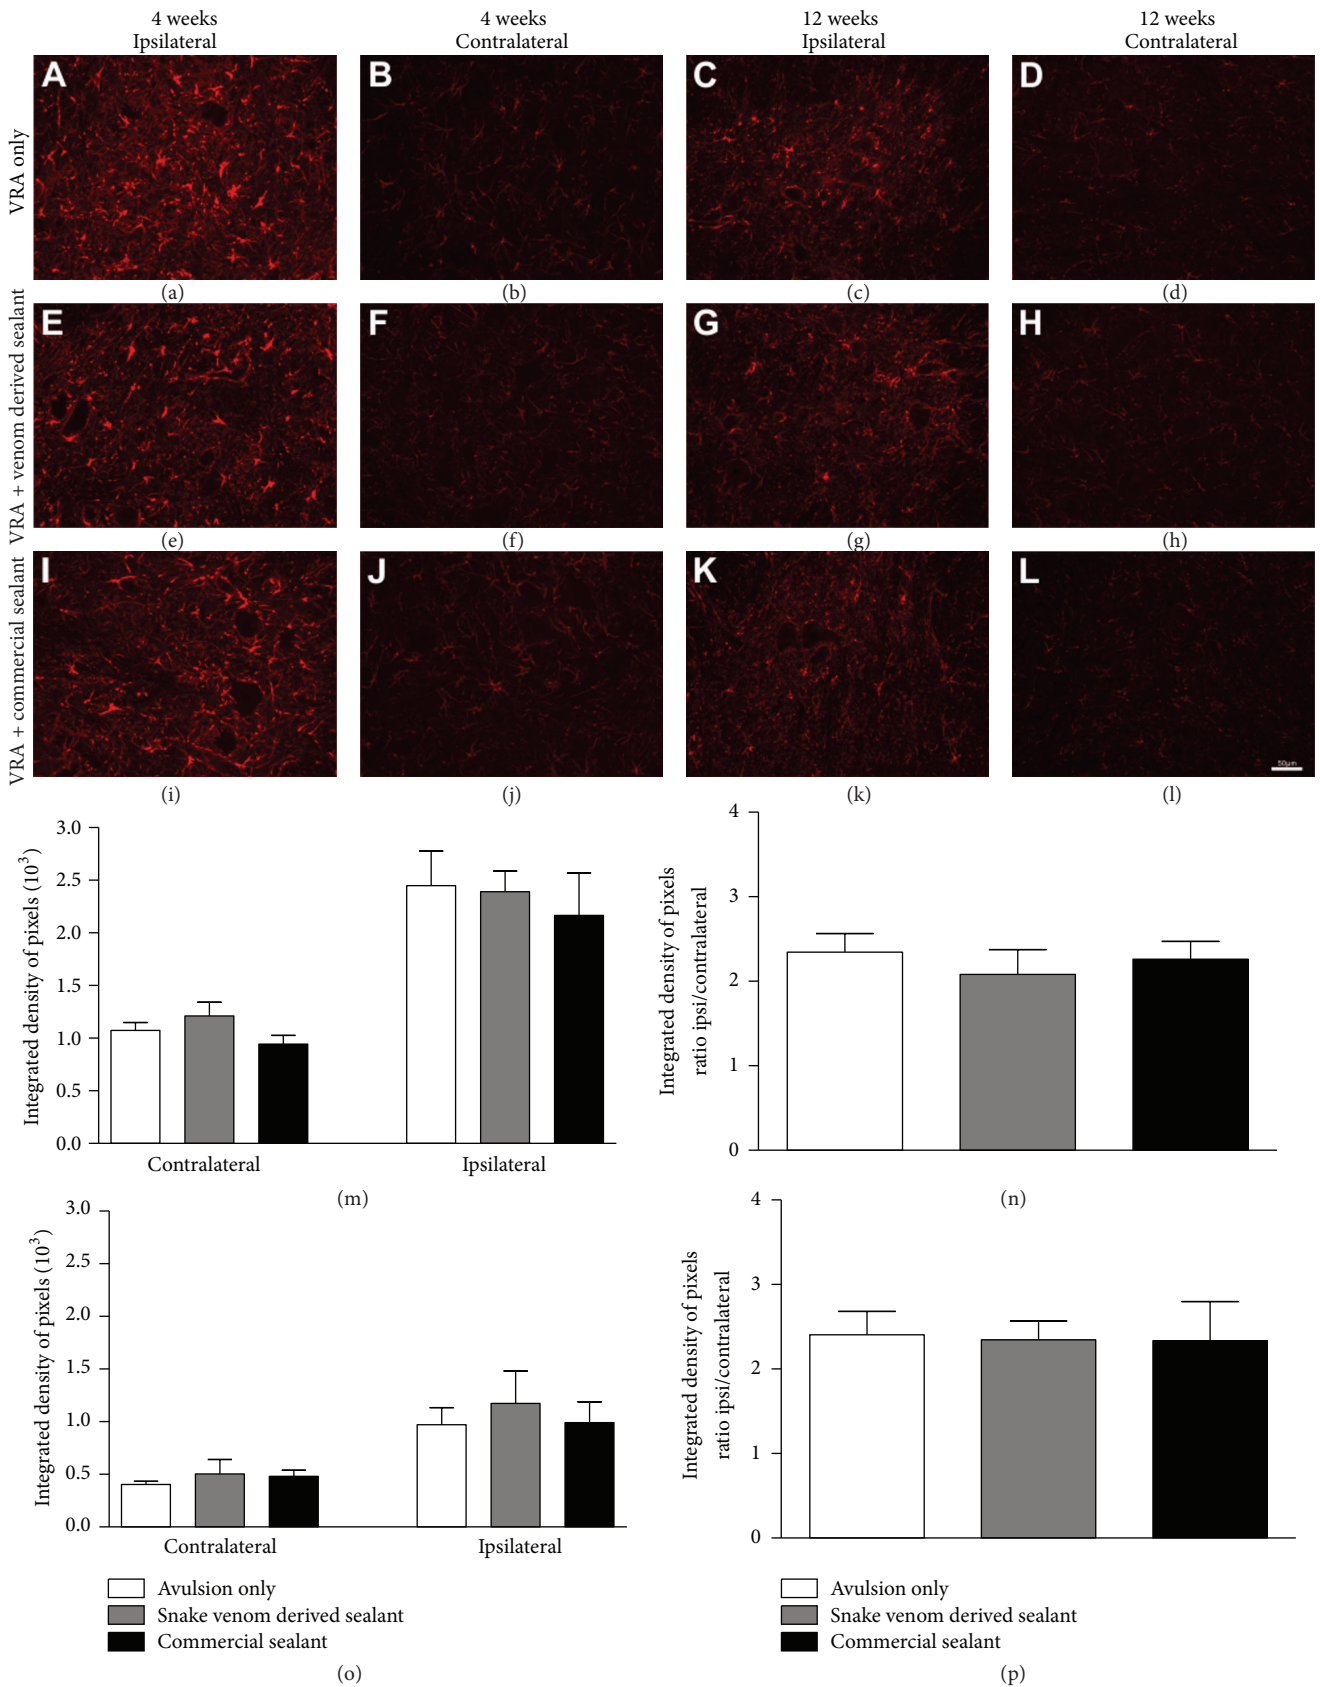 4 weeks
Ipsilateral
4 weeks
Contralateral
12 weeks
Ipsilateral
12 weeks
Contralateral
VRA only
A
B
C
D
(a)
(b)
(c)
(d)
VRA + venom derived sealant
E
F
G
H
(e)
(f)
(g)
(h)
VRA + commercial sealant
I
J
K
L
50µm
(i)
(j)
(k)
(l)
Integrated density of pixels (10³)
3.0
2.5
2.0
1.5
1.0
0.5
0.0
Contralateral
Ipsilateral
(m)
Integrated density of pixels
ratio ipsi/contralateral
4
3
2
1
0
(n)
Integrated density of pixels (10³)
3.0
2.5
2.0
1.5
1.0
0.5
0.0
Contralateral
Ipsilateral
Avulsion only
Snake venom derived sealant
Commercial sealant
(o)
Integrated density of pixels
ratio ipsi/contralateral
4
3
2
1
0
Avulsion only
Snake venom derived sealant
Commercial sealant
(p)